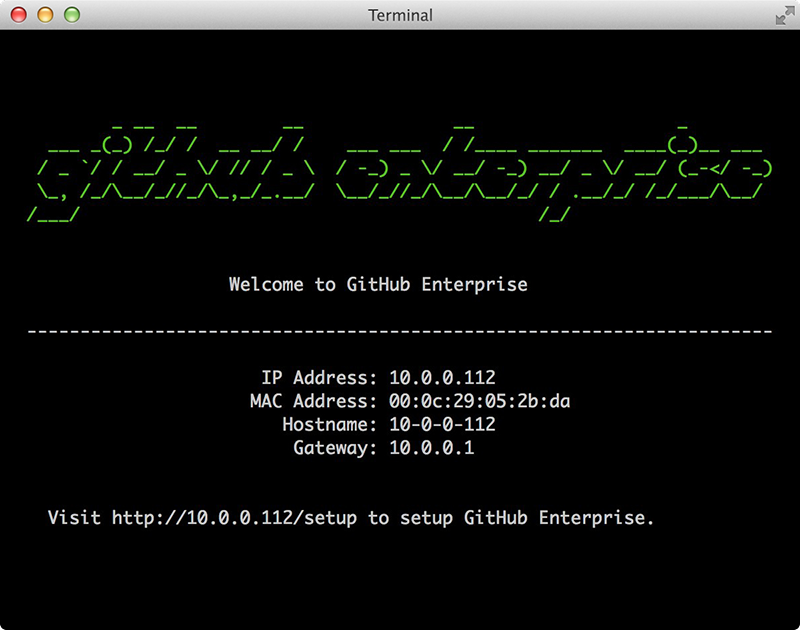 Terminal
github enterprise
Welcome to GitHub Enterprise
----------------------------------------------------------------------
IP Address: 10.0.0.112
MAC Address: 00:0c:29:05:2b:da
Hostname: 10-0-0-112
Gateway: 10.0.0.1
Visit http://10.0.0.112/setup to setup GitHub Enterprise.